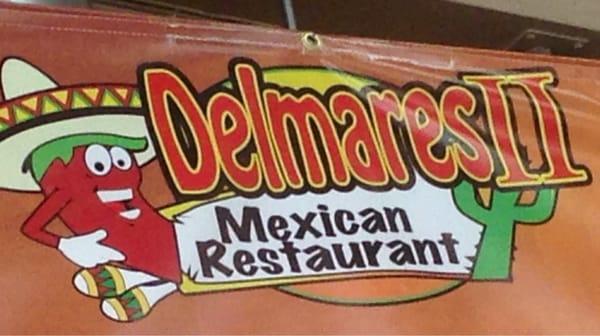 Delmares II
Mexican
Restaurant